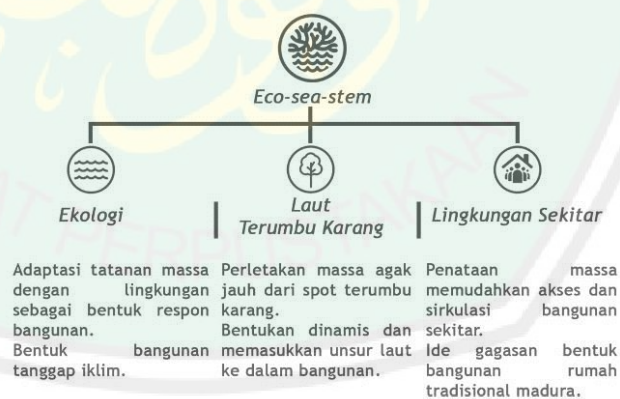 Eco-sea-stem
Ekologi
Laut
Terumbu Karang
Lingkungan Sekitar
Adaptasi tatanan massa
dengan lingkungan
sebagai bentuk respon
bangunan.
Bentuk bangunan
tanggap iklim.
Perletakan massa agak
jauh dari spot terumbu
karang.
Bentukan dinamis dan
memasukkan unsur laut
ke dalam bangunan.
Penataan massa
memudahkan akses dan
sirkulasi bangunan
sekitar.
Ide gagasan bentuk
bangunan rumah
tradisional madura.
AT PERPUSTAKAAN